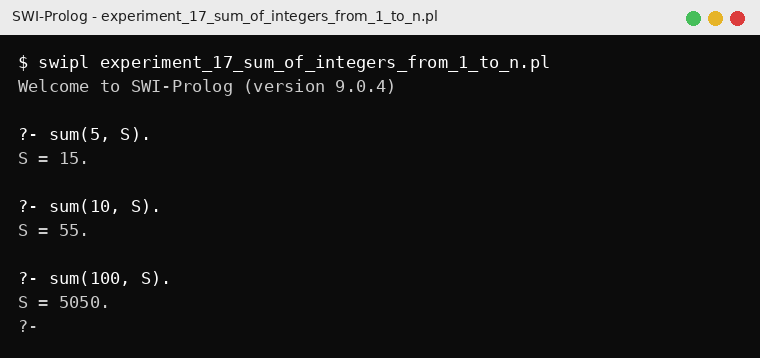 SWI-Prolog - experiment_17_sum_of_integers_from_1_to_n.pl
$ swipl experiment_17_sum_of_integers_from_1_to_n.pl
Welcome to SWI-Prolog (version 9.0.4)
?- sum(5, S).
S = 15.
?- sum(10, S).
S = 55.
?- sum(100, S).
S = 5050.
?-